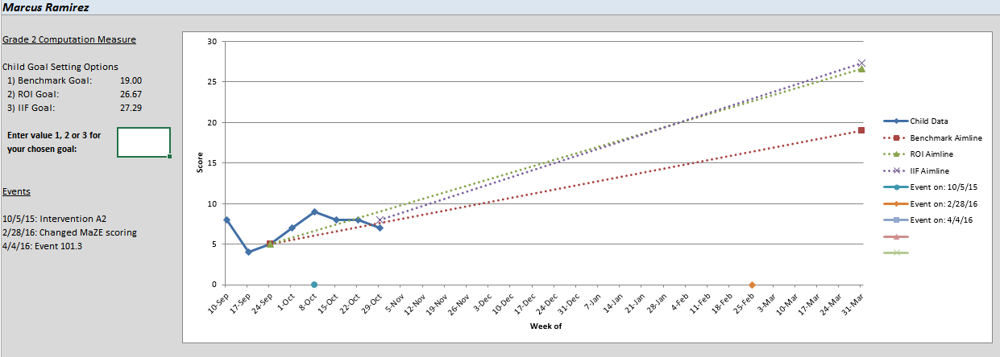 Marcus Ramirez
Grade 2 Computation Measure
Child Goal Setting Options
1) Benchmark Goal: 19.00
2) ROI Goal: 26.67
3) IIF Goal: 27.29
Enter value 1, 2 or 3 for
your chosen goal:
Events
10/5/15: Intervention A2
2/28/16: Changed MaZE scoring
4/4/16: Event 101.3
30
25
20
15
10
5
0
Score
10-Sep 17-Sep 24-Sep 1-Oct 8-Oct 15-Oct 22-Oct 29-Oct 5-Nov 12-Nov 19-Nov 26-Nov 3-Dec 10-Dec 17-Dec 24-Dec 31-Dec 7-Jan 14-Jan 21-Jan 28-Jan 4-Feb 11-Feb 18-Feb 25-Feb 3-Mar 10-Mar 17-Mar 24-Mar 31-Mar
Week of
Child Data
Benchmark Aimline
ROI Aimline
IIF Aimline
Event on: 10/5/15
Event on: 2/28/16
Event on: 4/4/16